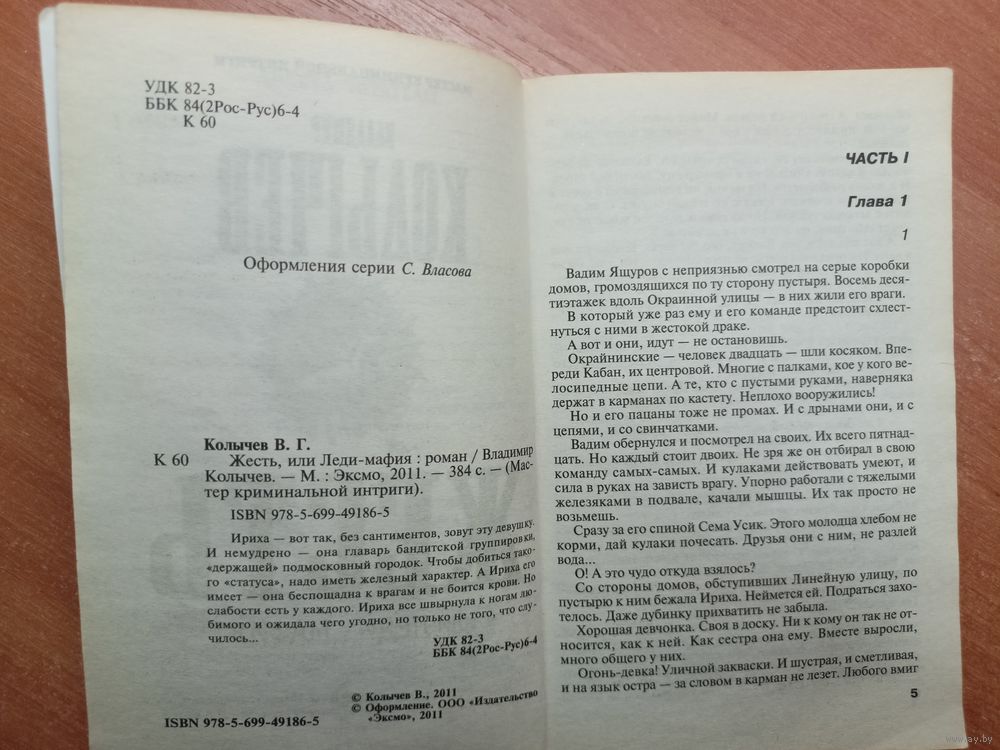 УДК 82-3
ББК 84(2Рос-Рус)6-4
К 60
Оформления серии С. Власова
Колычев В. Г.
К 60 Жесть, или Леди-мафия : роман / Владимир
Колычев. — М. : Эксмо, 2011. — 384 с. — (Мас-
тер криминальной интриги).
ISBN 978-5-699-49186-5
Ириха — вот так, без сантиментов, зовут эту девушку.
И немудрено — она главарь бандитской группировки,
«держащей» подмосковный городок. Чтобы добиться тако-
го «статуса», надо иметь железный характер. А Ириха его
имеет — она беспощадна к врагам и не боится крови. Но
слабости есть у каждого. Ириха все швырнула к ногам лю-
бимого и ожидала чего угодно, но только не того, что слу-
чилось...
УДК 82-3
ББК 84(2Рос-Рус)6-4
© Колычев В., 2011
© Оформление. ООО «Издательство
«Эксмо», 2011
ISBN 978-5-699-49186-5
ЧАСТЬ I
Глава 1
1
Вадим Ящуров с неприязнью смотрел на серые коробки
домов, громоздящихся по ту сторону пустыря. Восемь деся-
тиэтажек вдоль Окраинной улицы — в них жили его враги.
В который уже раз ему и его команде предстоит схлест-
нуться с ними в жестокой драке.
А вот и они, идут — не остановишь.
Окрайнинские — человек двадцать — шли косяком. Впе-
реди Кабан, их центровой. Многие с палками, кое у кого ве-
лосипедные цепи. А те, кто с пустыми руками, наверняка
держат в карманах по кастету. Неплохо вооружились!
Но и его пацаны тоже не промах. И с дрынами они, и с
цепями, и со свинчатками.
Вадим обернулся и посмотрел на своих. Их всего пятнад-
цать. Но каждый стоит двоих. Не зря же он отбирал в свою
команду самых-самых. И кулаками действовать умеют, и
сила в руках на зависть врагу. Упорно работали с тяжелыми
железяками в подвале, качали мышцы. Их так просто не
возьмешь.
Сразу за его спиной Сема Усик. Этого молодца хлебом не
корми, дай кулаки почесать. Друзья они с ним, не разлей
вода...
О! А это чудо откуда взялось?
Со стороны домов, обступивших Линейную улицу, по
пустырю к ним бежала Ириха. Неймется ей. Подраться захо-
телось. Даже дубинку прихватить не забыла.
Хорошая девчонка. Своя в доску. Ни к кому он так не от-
носится, как к ней. Как сестра она ему. Вместе выросли,
много общего у них.
Огонь-девка! Уличной закваски. И шустрая, и сметливая,
и на язык остра — за словом в карман не лезет. Любого вмиг
5
www.ay.by